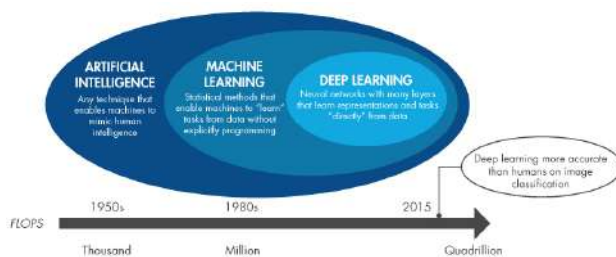 ARTIFICIAL
INTELLIGENCE
Any technique that
enables machines to
mimic human
intelligence
MACHINE
LEARNING
Statistical methods that
enable machines to "learn"
tasks from data without
explicitly programming
DEEP LEARNING
Neural networks with many layers
that learn representations and tasks
"directly" from data
Deep learning more accurate
than humans on image
classification
1950s
1980s
2015
FLOPS
Thousand
Million
Quadrillion